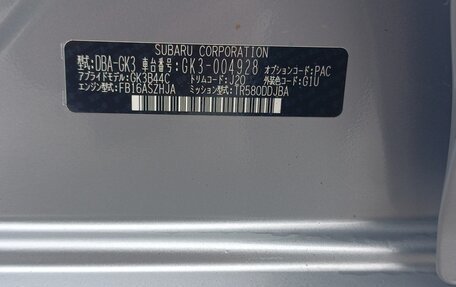 SUBARU CORPORATION
型式:DBA-GK3 車台番号:GK3-004928 オプションコード:PAC
アプライドモデル:GK3B44C トリムコード:J20 外装色コード:G1U
エンジン型式:FB16ASZHJA ミッション型式:TR580DDJBA